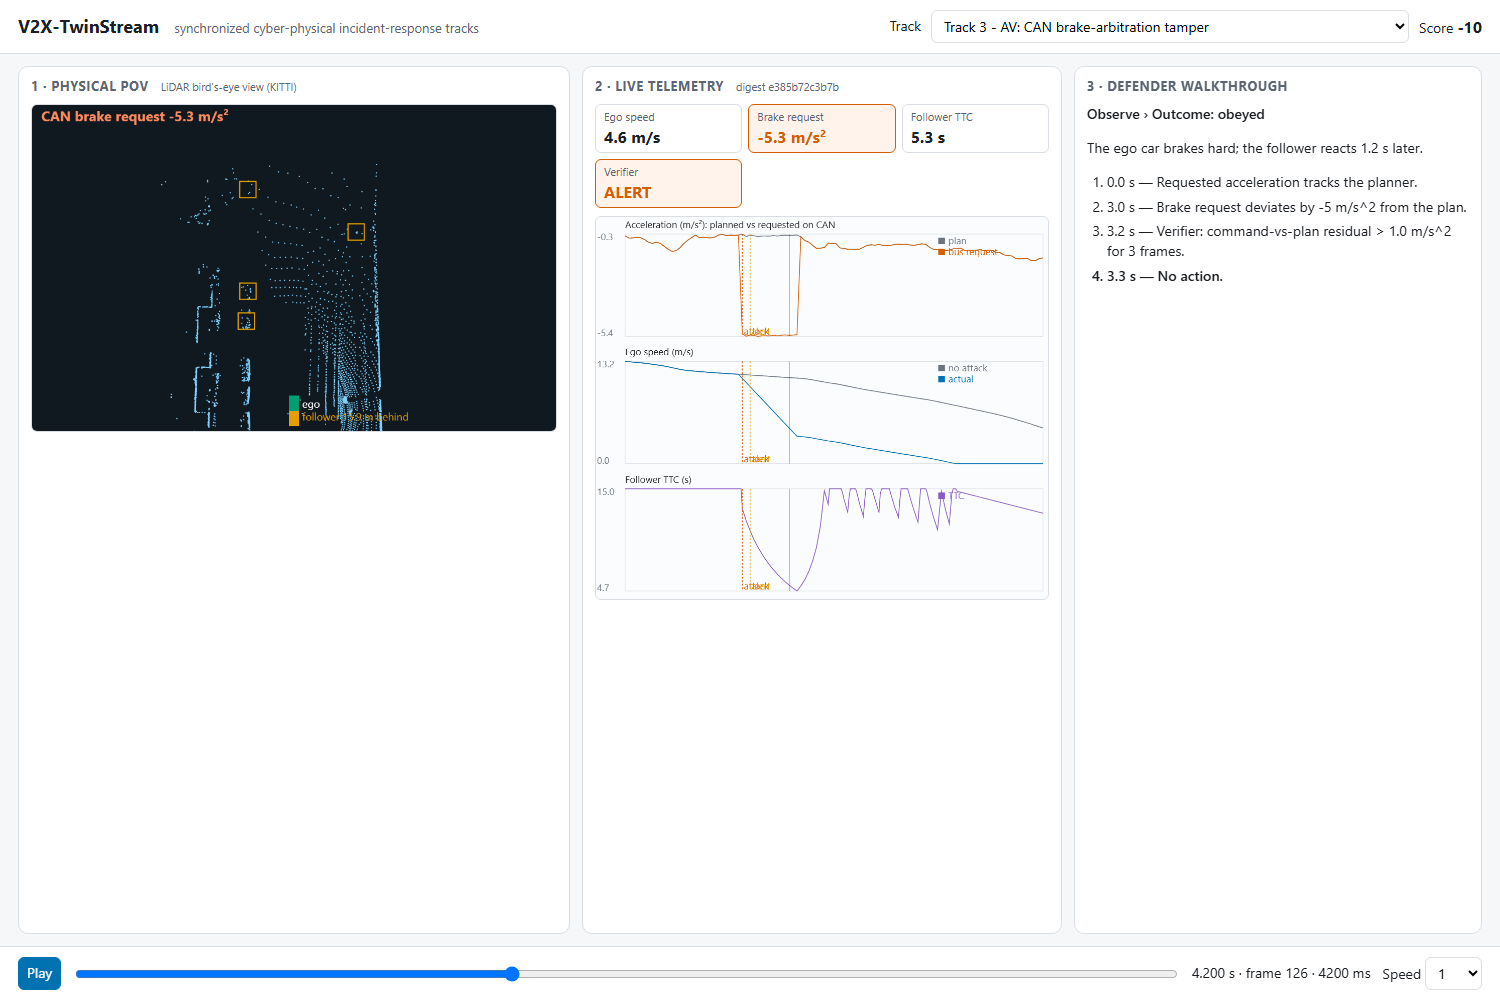 V2X-TwinStream synchronized cyber-physical incident-response tracks
Track Track 3 - AV: CAN brake-arbitration tamper Score -10
1 · PHYSICAL POV LiDAR bird's-eye view (KITTI)
CAN brake request -5.3 m/s²
ego
follower behind
2 · LIVE TELEMETRY digest e385b72c3b7b
Ego speed
4.6 m/s
Brake request
-5.3 m/s²
Follower TTC
5.3 s
Verifier
ALERT
Acceleration (m/s²): planned vs requested on CAN
-0.3
plan
bus request
-5.4
Ego speed (m/s)
13.2
no attack
actual
0.0
Follower TTC (s)
15.0
TTC
4.7
3 · DEFENDER WALKTHROUGH
Observe › Outcome: obeyed
The ego car brakes hard; the follower reacts 1.2 s later.
1. 0.0 s — Requested acceleration tracks the planner.
2. 3.0 s — Brake request deviates by -5 m/s^2 from the plan.
3. 3.2 s — Verifier: command-vs-plan residual > 1.0 m/s^2
for 3 frames.
4. 3.3 s — No action.
Play 4.200 s · frame 126 · 4200 ms Speed 1